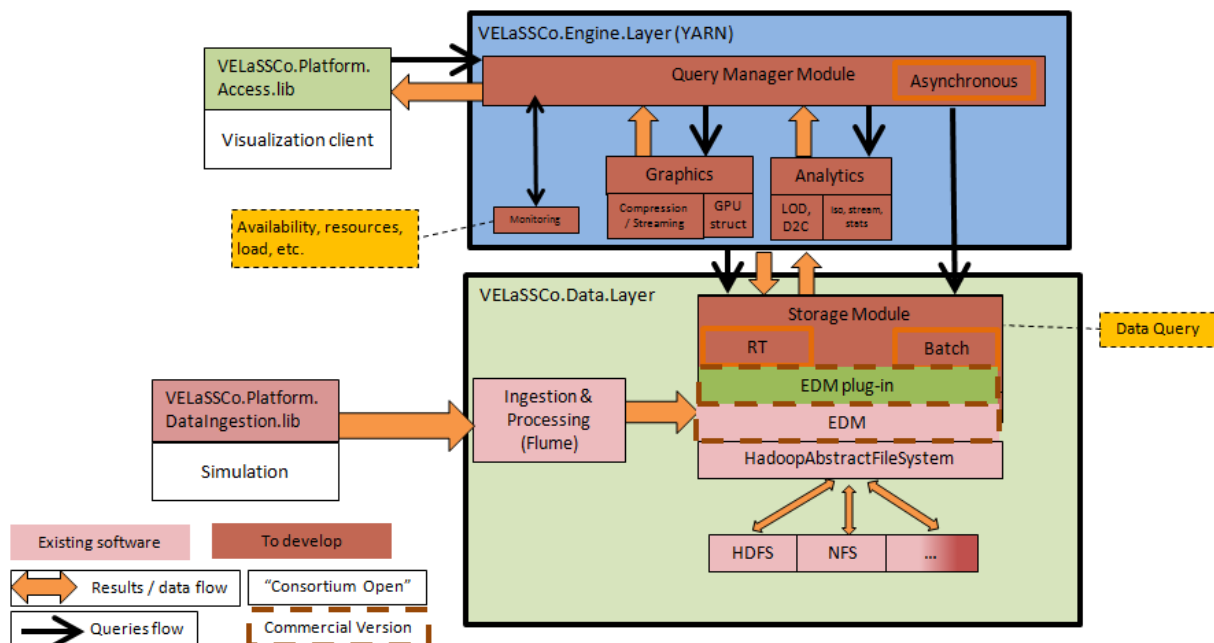 VELaSSCo.Engine.Layer (YARN)
VELaSSCo.Platform.
Access.lib
Visualization client
Query Manager Module
Asynchronous
Graphics
Compression
/ Streaming
GPU
struct
Analytics
LOD,
D2C
Iso, stream,
stats
Monitoring
Availability, resources,
load, etc.
VELaSSCo.Data.Layer
Storage Module
RT
Batch
Data Query
EDM plug-in
EDM
HadoopAbstractFileSystem
Ingestion &
Processing
(Flume)
VELaSSCo.Platform.
DataIngestion.lib
Simulation
HDFS
NFS
...
Existing software
To develop
Results / data flow
“Consortium Open”
Queries flow
Commercial Version